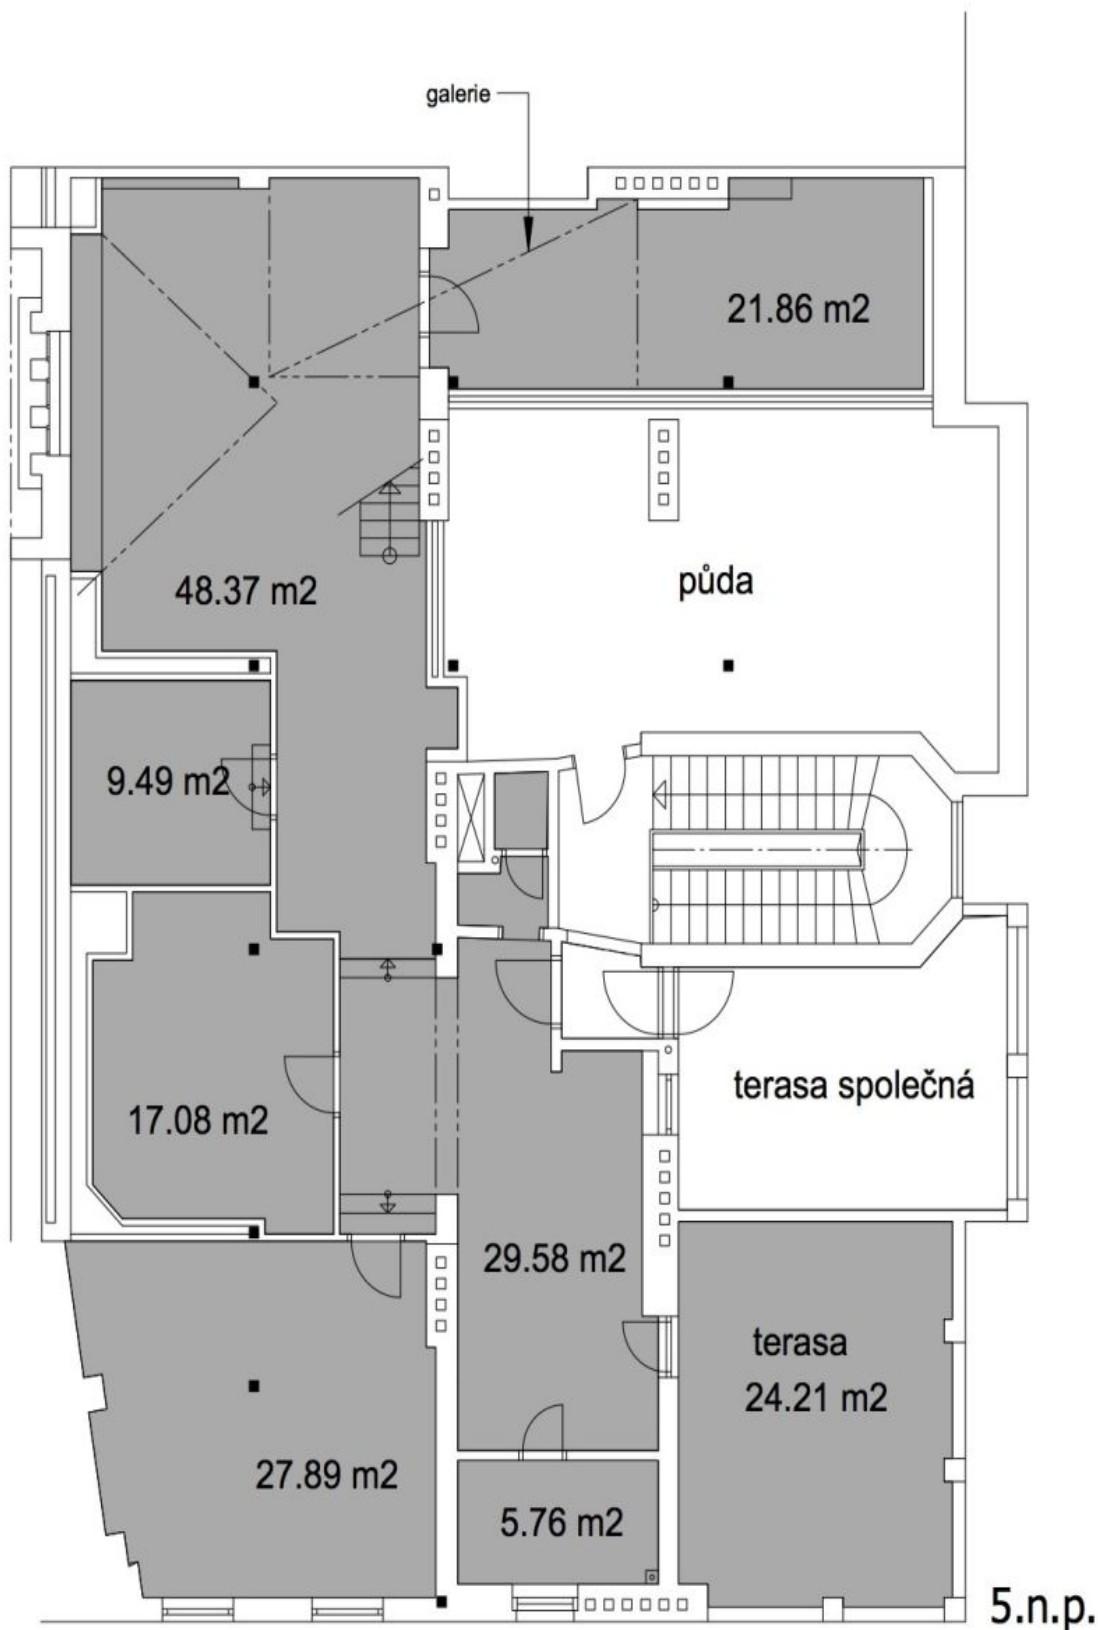 galerie
21.86 m2
půda
48.37 m2
9.49 m2
terasa společná
17.08 m2
29.58 m2
terasa
24.21 m2
27.89 m2
5.76 m2
5.n.p.